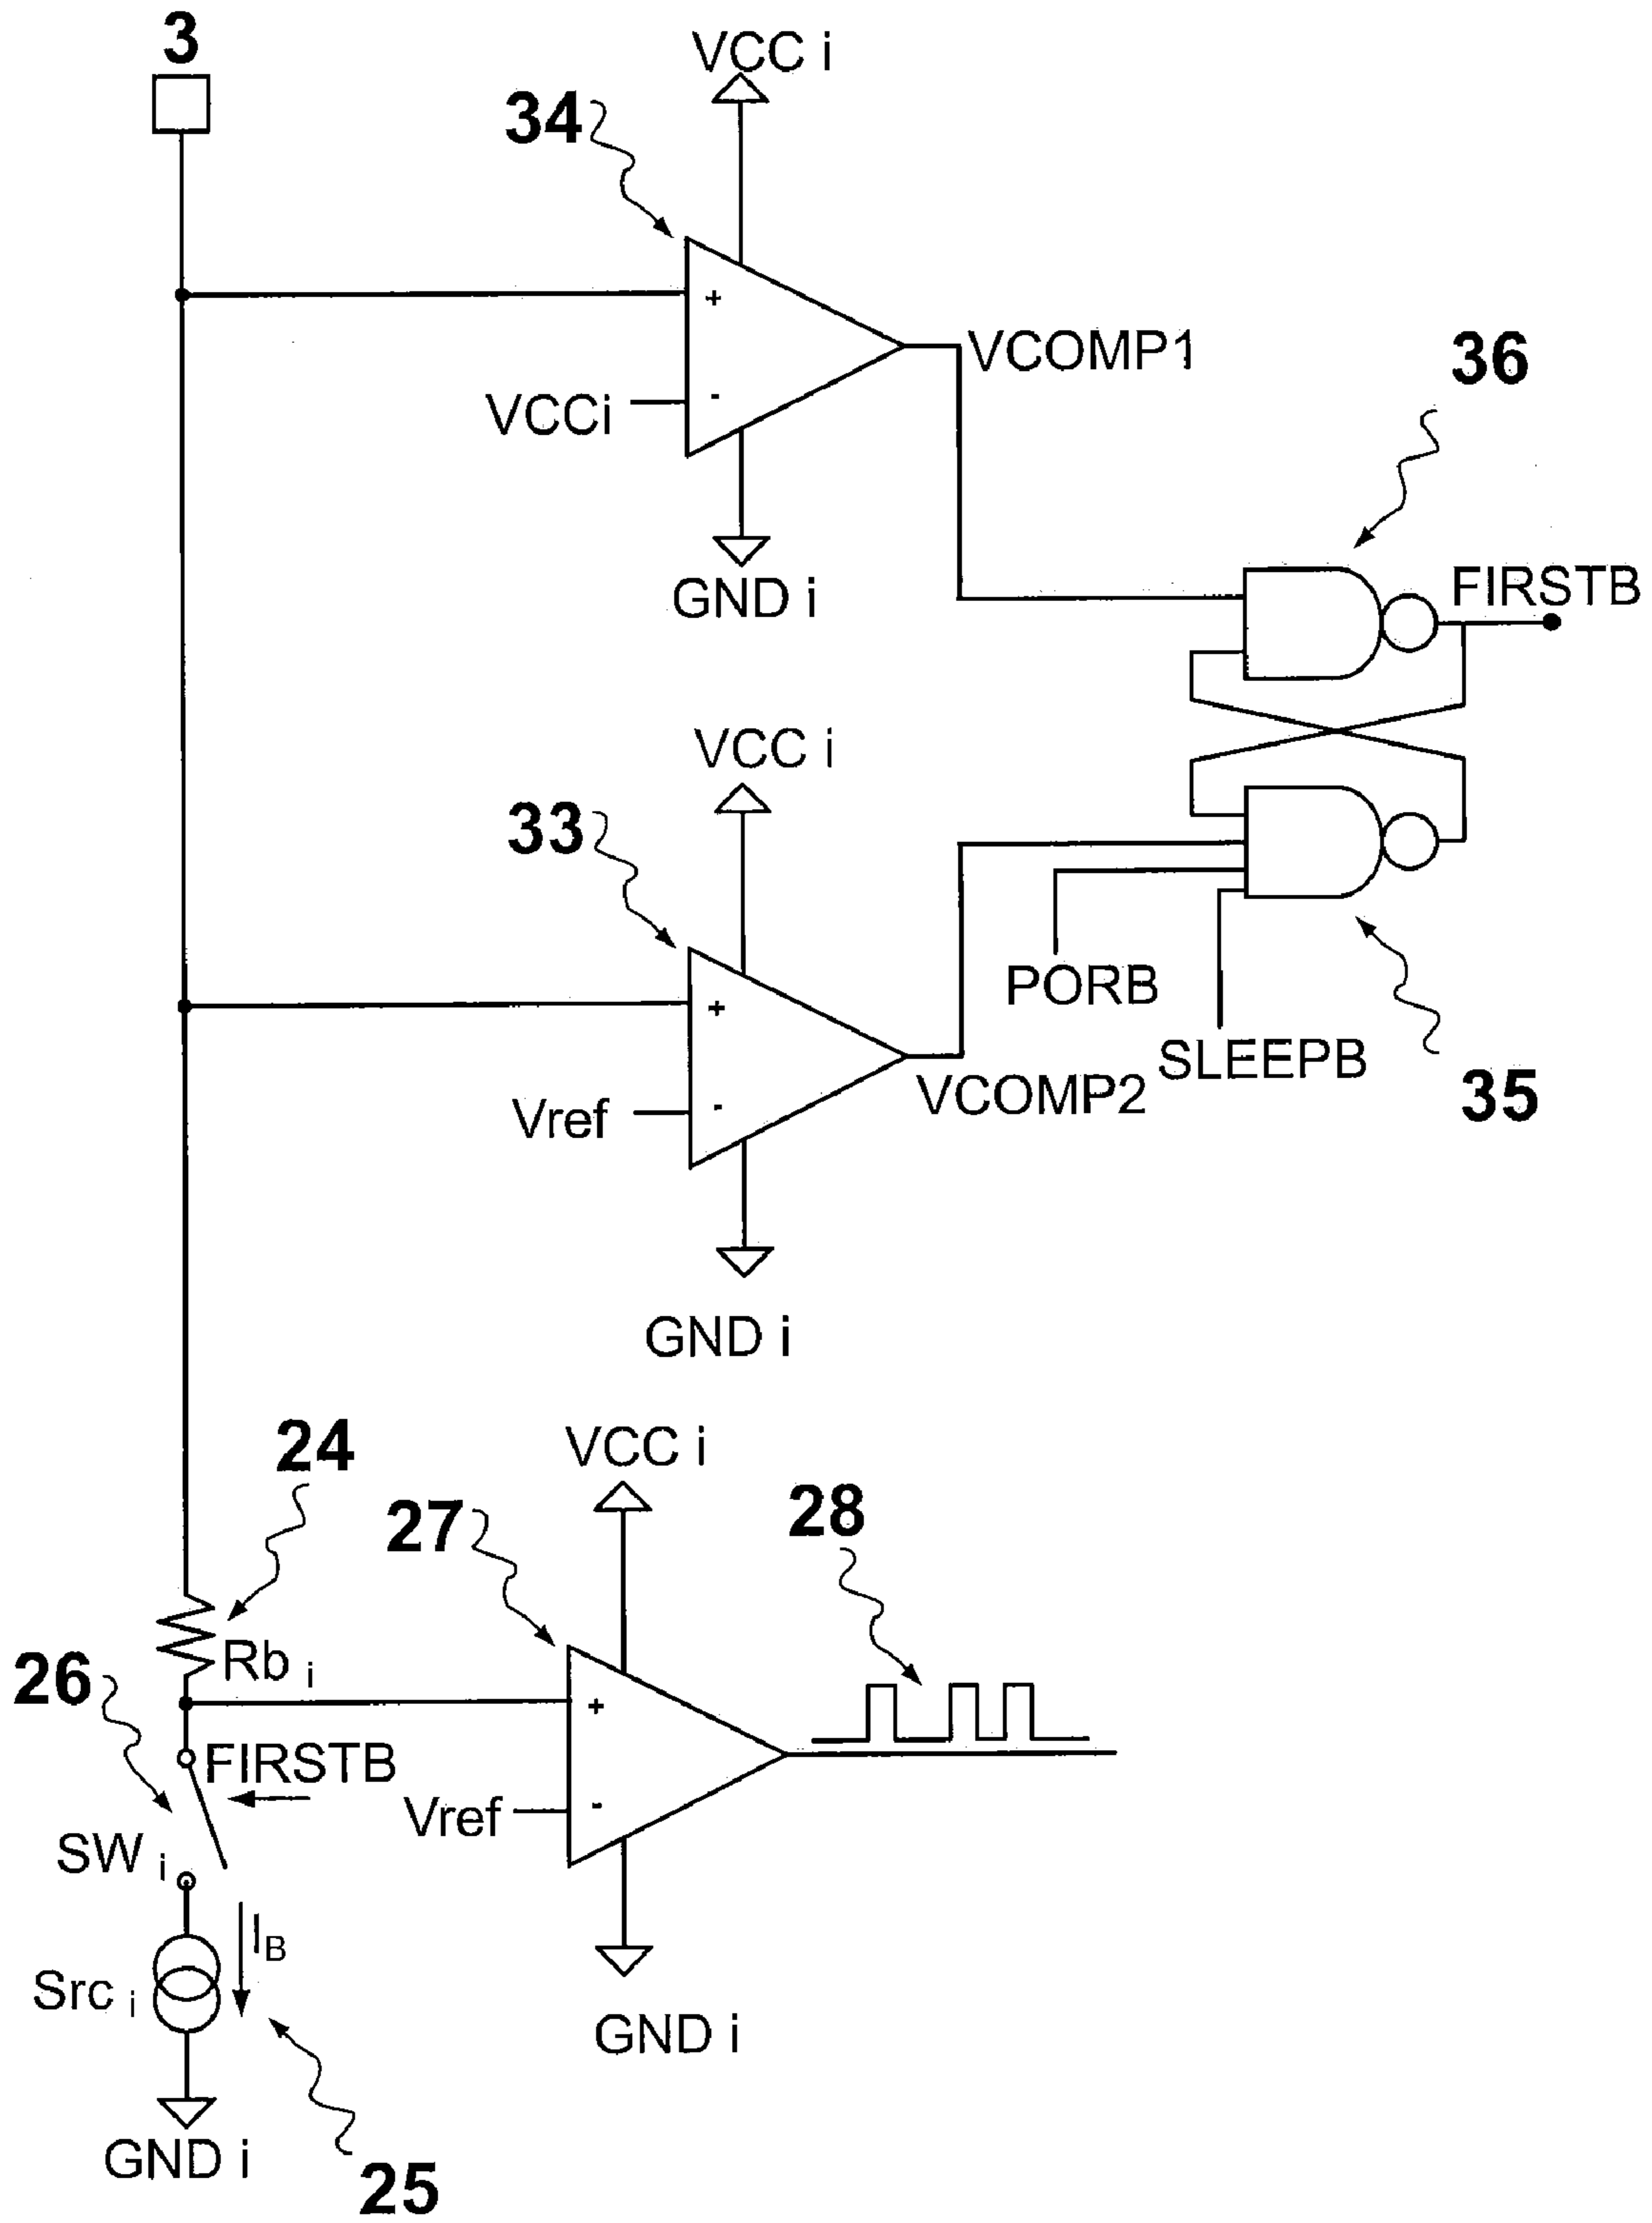 3
VCC i
34
+
VCOMP1
36
-
VCCi
FIRSTB
GND i
VCC i
33
+
PORB
SLEEPB
-
Vref
VCOMP2
35
GND i
24
VCC i
27
28
Rb i
26
+
FIRSTB
-
Vref
SW i
IB
Src i
GND i
GND i
25